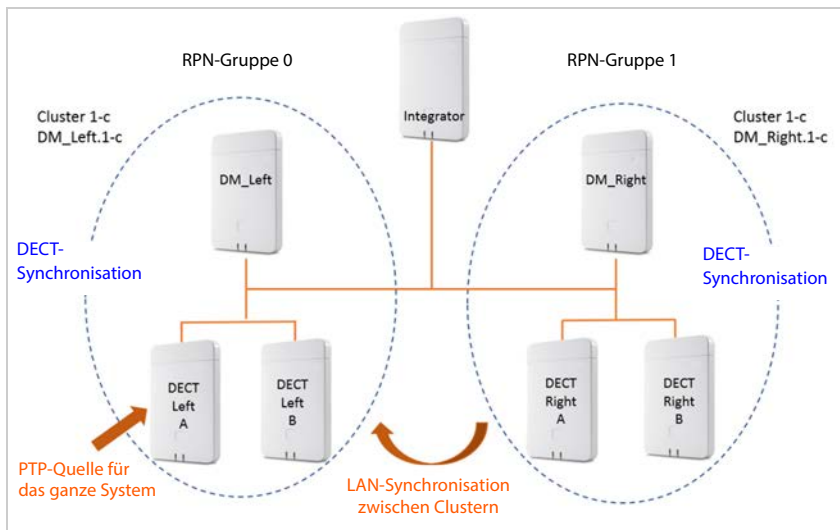 RPN-Gruppe 0
RPN-Gruppe 1
Integrator
Cluster 1-c
DM_Left.1-c
Cluster 1-c
DM_Right.1-c
DM_Left
DM_Right
DECT-
Synchronisation
DECT-
Synchronisation
DECT
Left
A
DECT
Left
B
DECT
Right
A
DECT
Right
B
PTP-Quelle für
das ganze System
LAN-Synchronisation
zwischen Clustern